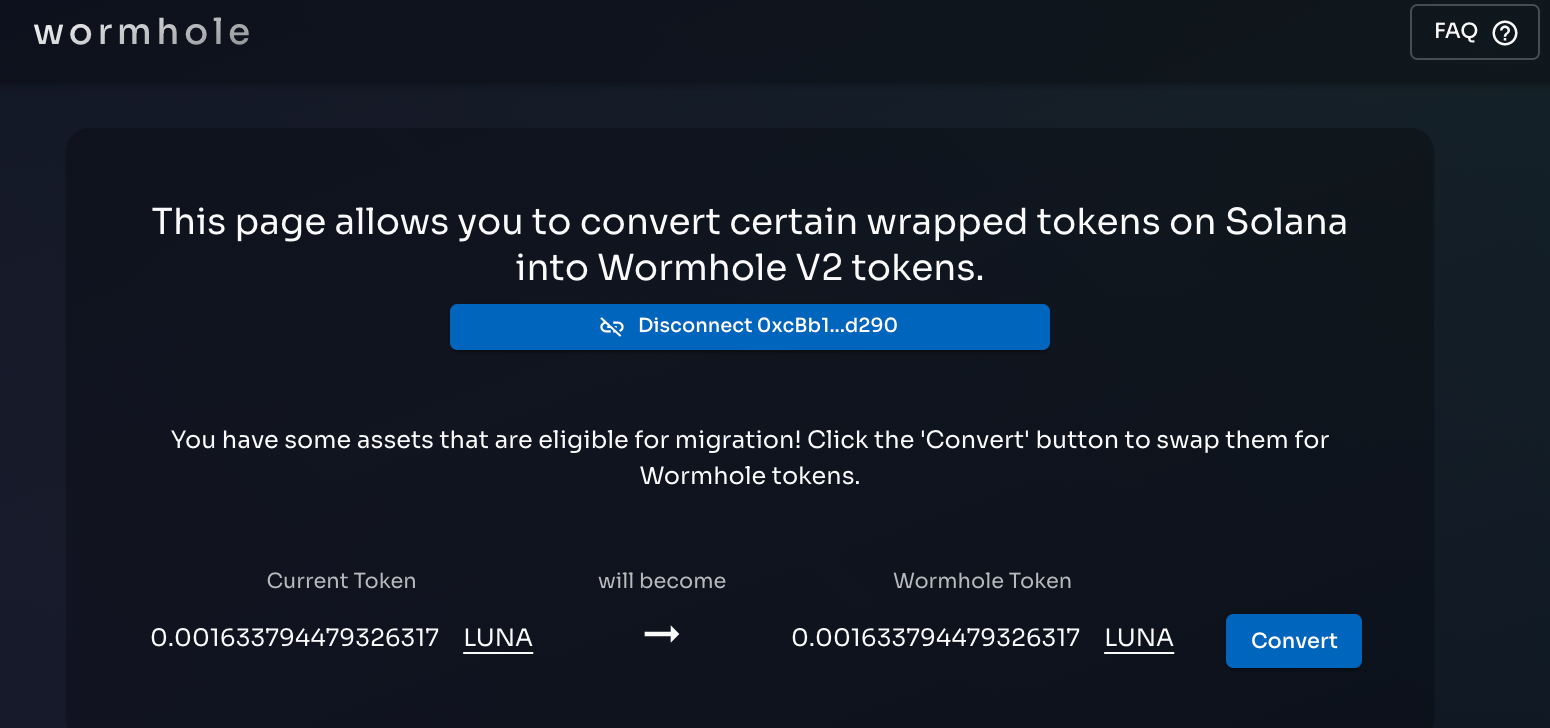 wormhole
FAQ
This page allows you to convert certain wrapped tokens on Solana
into Wormhole V2 tokens.
Disconnect 0xcBb1...d290
You have some assets that are eligible for migration! Click the 'Convert' button to swap them for
Wormhole tokens.
Current Token will become Wormhole Token
0.001633794479326317 LUNA → 0.001633794479326317 LUNA Convert